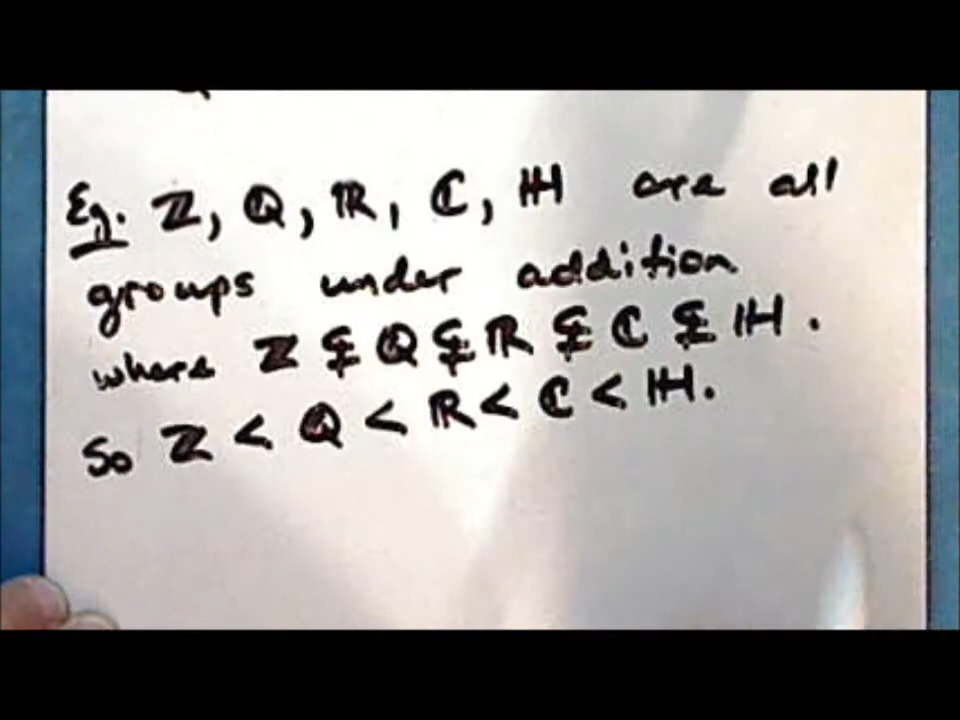 Eg. ℤ, ℚ, ℝ, ℂ, ℍ are all
groups under addition
where ℤ ⊊ ℚ ⊊ ℝ ⊊ ℂ ⊊ ℍ.
So ℤ < ℚ < ℝ < ℂ < ℍ.